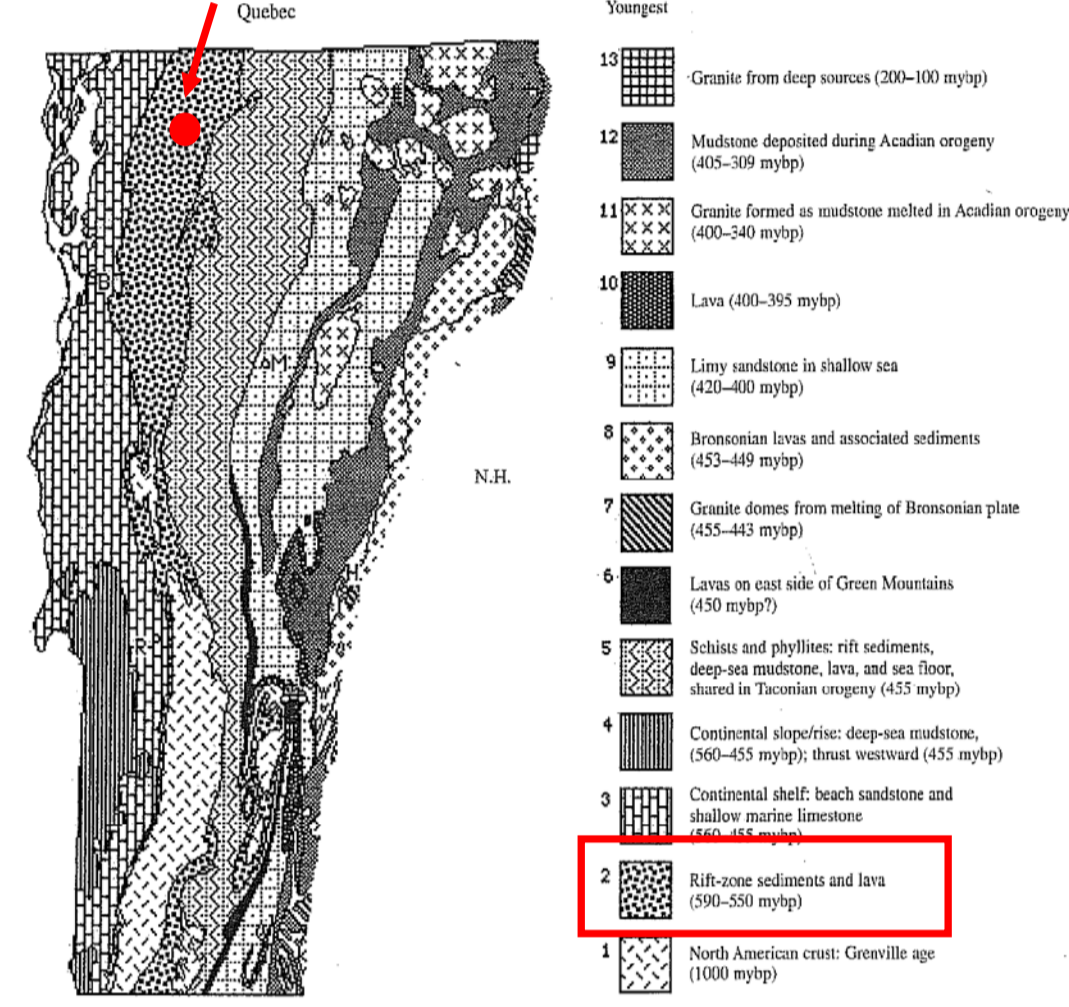 Quebec
Youngest
13
Granite from deep sources (200–100 mybp)
12
Mudstone deposited during Acadian orogeny
(405–309 mybp)
11
Granite formed as mudstone melted in Acadian orogeny
(400–340 mybp)
10
Lava (400–395 mybp)
9
Limy sandstone in shallow sea
(420–400 mybp)
8
Bronsonian lavas and associated sediments
(453–449 mybp)
7
Granite domes from melting of Bronsonian plate
(455–443 mybp)
6
Lavas on east side of Green Mountains
(450 mybp?)
5
Schists and phyllites: rift sediments,
deep-sea mudstone, lava, and sea floor,
shared in Taconian orogeny (455 mybp)
4
Continental slope/rise: deep-sea mudstone,
(560–455 mybp); thrust westward (455 mybp)
3
Continental shelf: beach sandstone and
shallow marine limestone
(560–455 mybp)
2
Rift-zone sediments and lava
(590–550 mybp)
1
North American crust: Grenville age
(1000 mybp)
B
M
N.H.
H
R